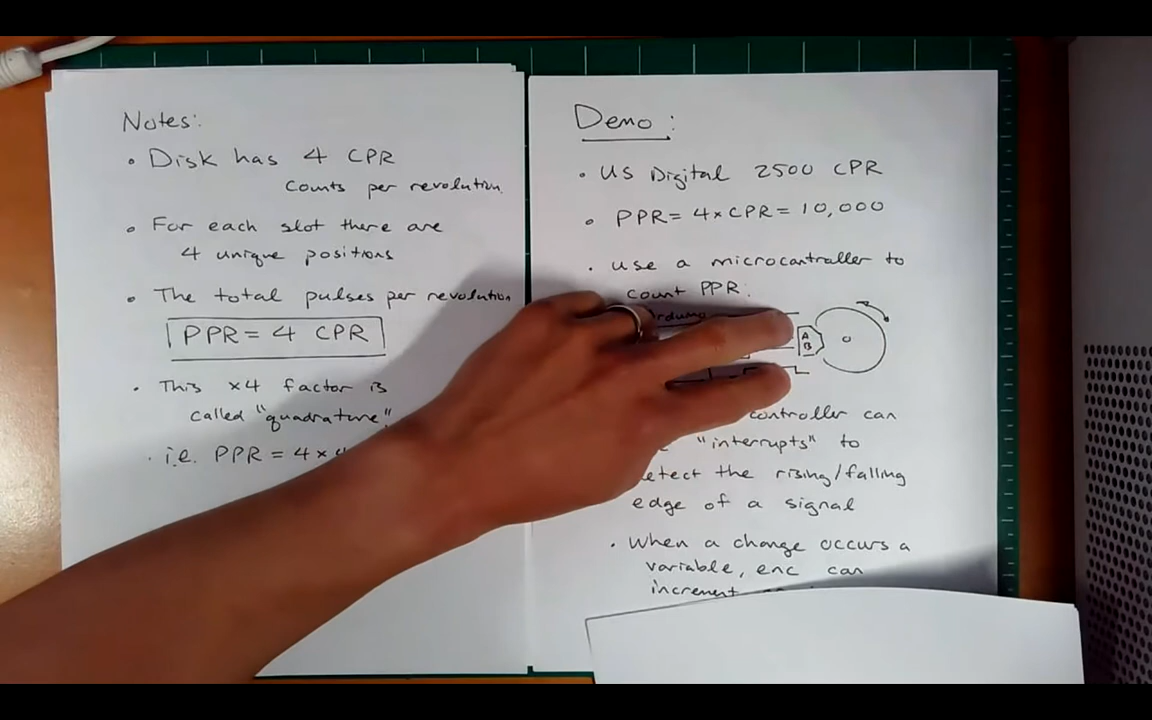 Notes:
• Disk has 4 CPR
counts per revolution.
• For each slot there are
4 unique positions
• The total pulses per revolution
PPR = 4 CPR
• This x4 factor is
called "quadrature".
• i.e. PPR = 4 x
Demo:
• US Digital 2500 CPR
• PPR = 4 x CPR = 10,000
• use a microcontroller to
count PPR.
A
B
controller can
"interrupts" to
detect the rising/falling
edge of a signal
• When a change occurs a
variable, enc can
increment